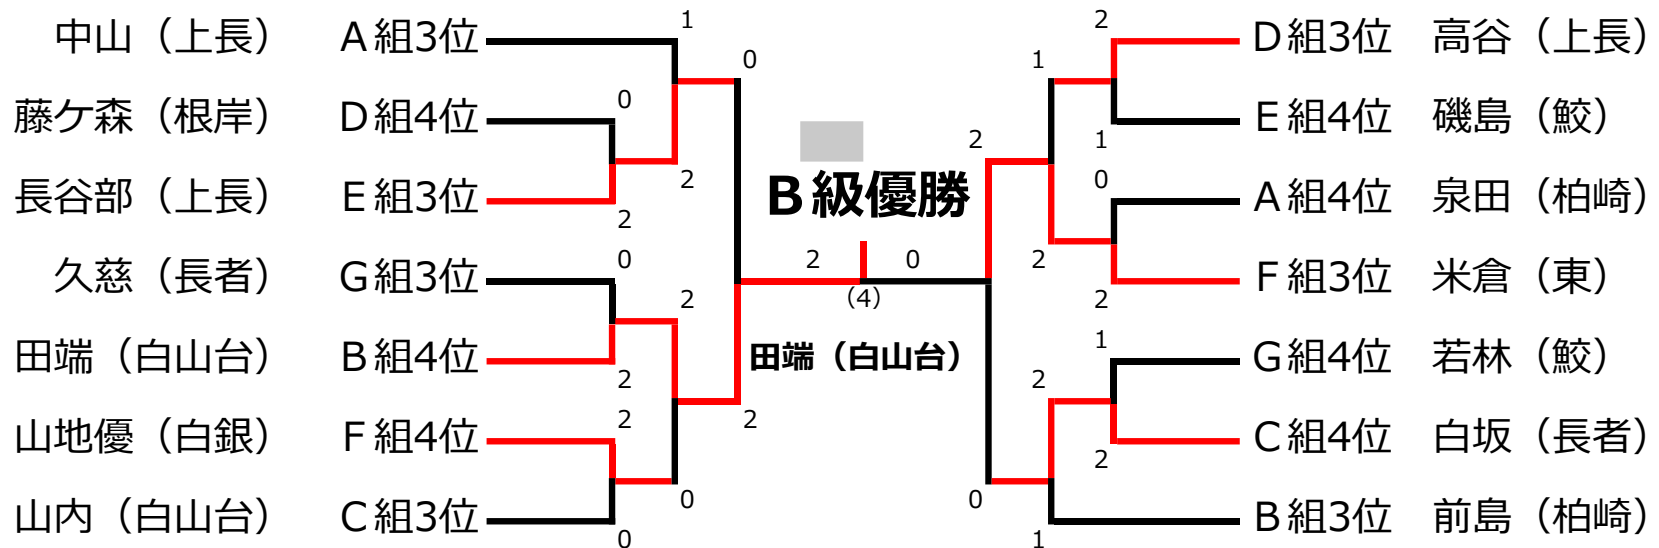 中山（上長） A組3位
藤ケ森（根岸） D組4位
長谷部（上長） E組3位
久慈（長者） G組3位
田端（白山台） B組4位
山地優（白銀） F組4位
山内（白山台） C組3位
1
0
0
2
2
0
2
2
2
2
0
0
B級優勝
2
0
（4）
田端（白山台）
2
1
2
1
0
2
2
1
2
2
0
1
D組3位 高谷（上長）
E組4位 磯島（鮫）
A組4位 泉田（柏崎）
F組3位 米倉（東）
G組4位 若林（鮫）
C組4位 白坂（長者）
B組3位 前島（柏崎）